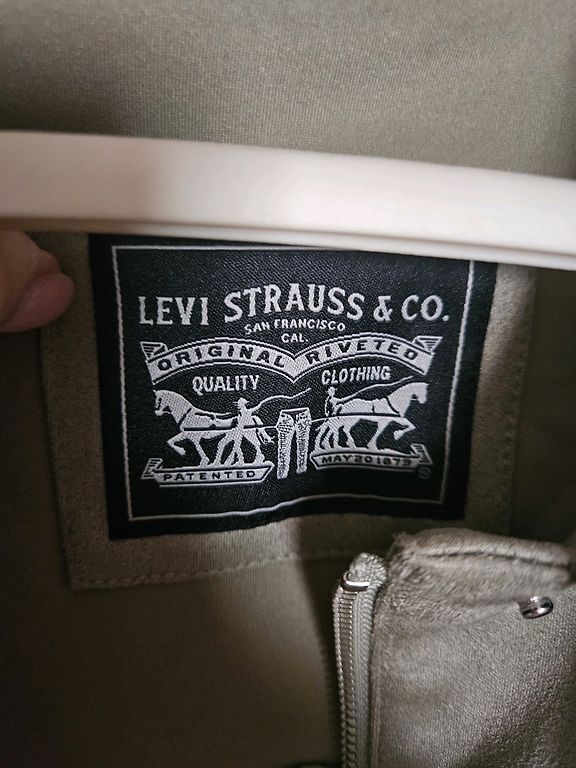 LEVI STRAUSS & CO.
SAN FRANCISCO
CAL.
ORIGINAL RIVETED
QUALITY CLOTHING
PATENTED MAY 20 1873
®